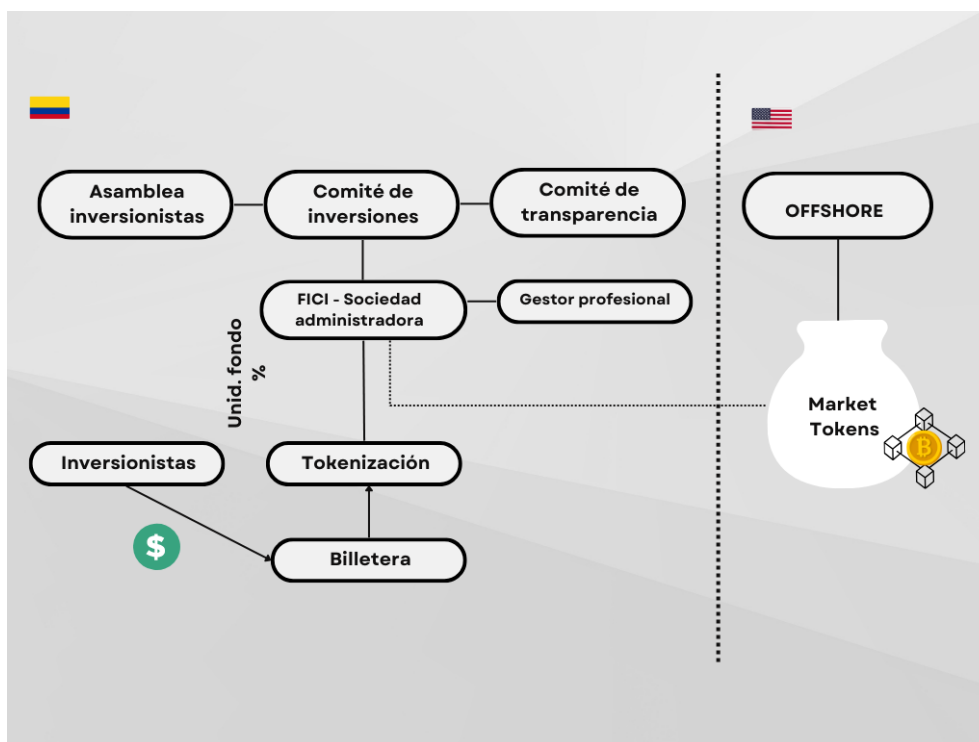 Asamblea
inversionistas
Comité de
inversiones
Comité de
transparencia
OFFSHORE
FICI - Sociedad
administradora
Gestor profesional
Unid. fondo
%
Market
Tokens
Inversionistas
Tokenización
$
Billetera